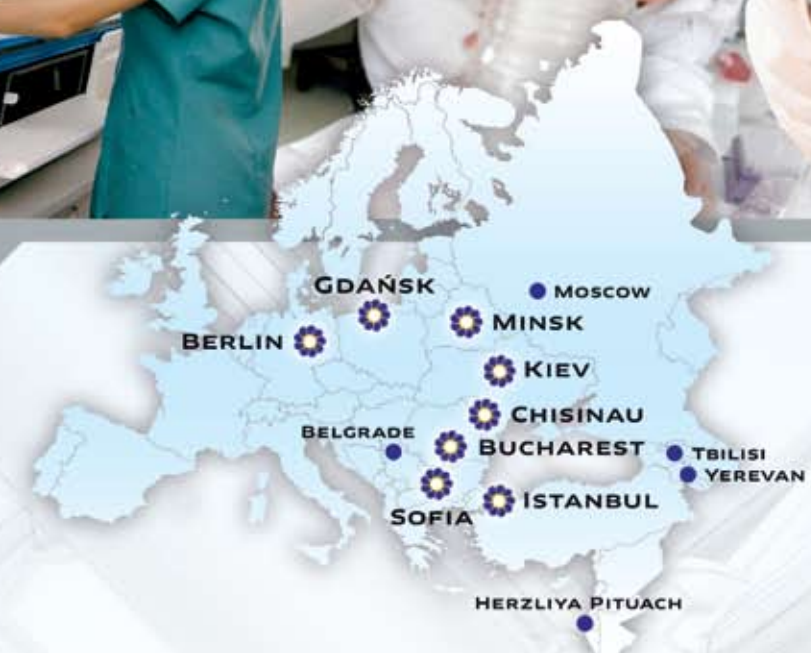 GDAŃSK
MOSCOW
MINSK
BERLIN
KIEV
CHISINAU
BELGRADE
BUCHAREST
TBILISI
YEREVAN
ISTANBUL
SOFIA
HERZLIYA PITUACH